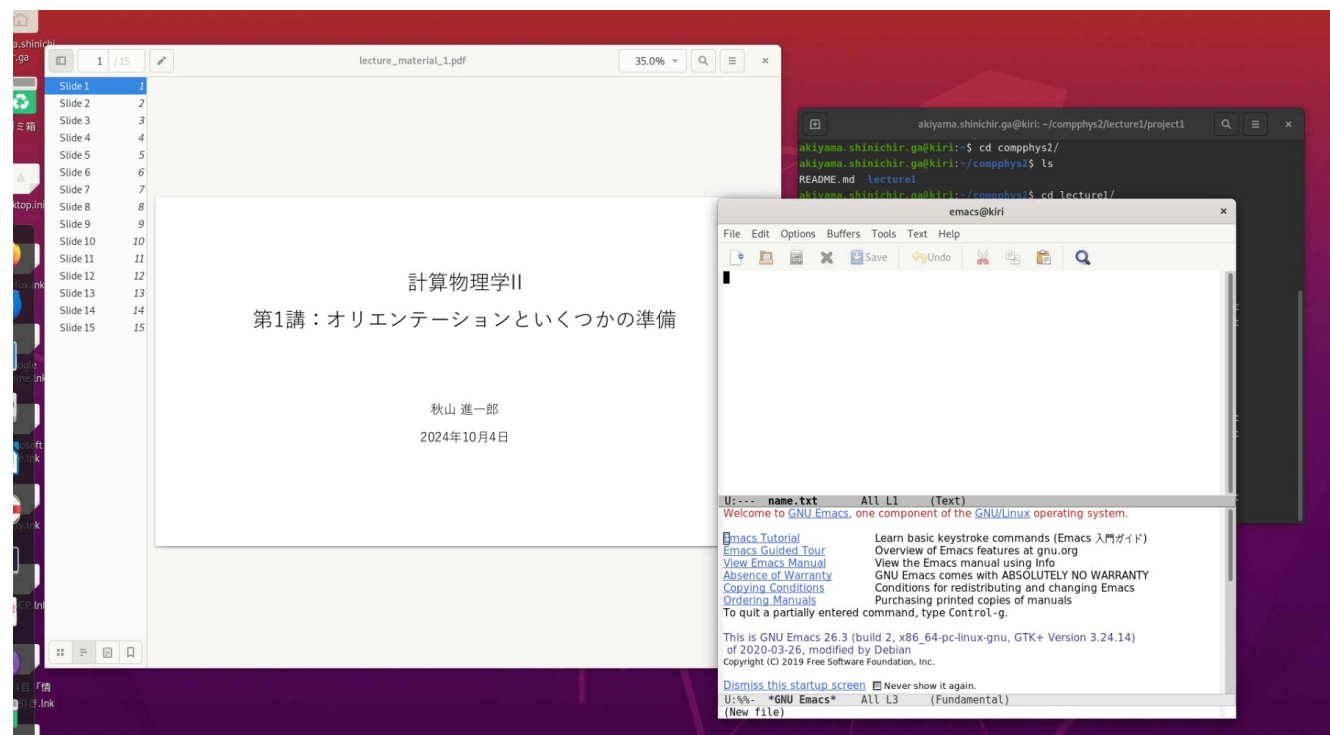 a.shinichi
r.ga
ミ箱
ktop.ini
1 / 15
lecture_material_1.pdf
35.0%
Slide 1 1
Slide 2 2
Slide 3 3
Slide 4 4
Slide 5 5
Slide 6 6
Slide 7 7
Slide 8 8
Slide 9 9
Slide 10 10
Slide 11 11
Slide 12 12
Slide 13 13
Slide 14 14
Slide 15 15
計算物理学II
第1講：オリエンテーションといくつかの準備
秋山 進一郎
2024年10月4日
akiyama.shinichir.ga@kiri: ~/compphys2/lecture1/project1
akiyama.shinichir.ga@kiri:~$ cd compphys2/
akiyama.shinichir.ga@kiri:~/compphys2$ ls
README.md lecture1
akiyama.shinichir.ga@kiri:~/compphys2$ cd lecture1/
emacs@kiri
File Edit Options Buffers Tools Text Help
Save Undo
U:--- name.txt All L1 (Text)
Welcome to GNU Emacs, one component of the GNU/Linux operating system.
Emacs Tutorial Learn basic keystroke commands (Emacs 入門ガイド)
Emacs Guided Tour Overview of Emacs features at gnu.org
View Emacs Manual View the Emacs manual using Info
Absence of Warranty GNU Emacs comes with ABSOLUTELY NO WARRANTY
Copying Conditions Conditions for redistributing and changing Emacs
Ordering Manuals Purchasing printed copies of manuals
To quit a partially entered command, type Control-g.
This is GNU Emacs 26.3 (build 2, x86_64-pc-linux-gnu, GTK+ Version 3.24.14)
of 2020-03-26, modified by Debian
Copyright (C) 2019 Free Software Foundation, Inc.
Dismiss this startup screen Never show it again.
U:%%- *GNU Emacs* All L3 (Fundamental)
(New file)